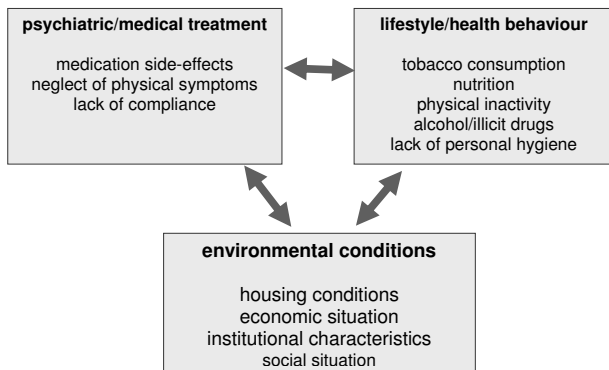 psychiatric/medical treatment
medication side-effects
neglect of physical symptoms
lack of compliance
lifestyle/health behaviour
tobacco consumption
nutrition
physical inactivity
alcohol/illicit drugs
lack of personal hygiene
environmental conditions
housing conditions
economic situation
institutional characteristics
social situation